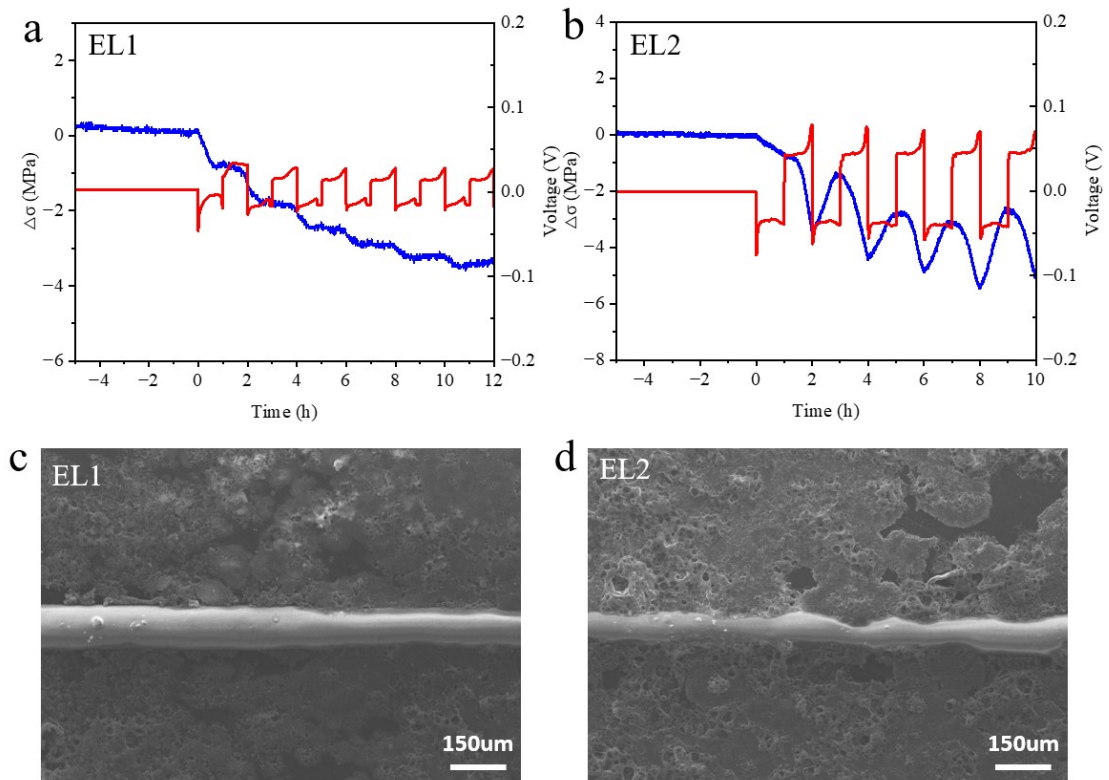 a
EL1
2
0
−2
−4
−6
Δσ (MPa)
0.2
0.1
0.0
−0.1
−0.2
Voltage (V)
−4 −2 0 2 4 6 8 10 12
Time (h)
b
EL2
4
2
0
−2
−4
−6
−8
Δσ (MPa)
0.2
0.1
0.0
−0.1
−0.2
Voltage (V)
−4 −2 0 2 4 6 8 10
Time (h)
c
EL1
150um
d
EL2
150um